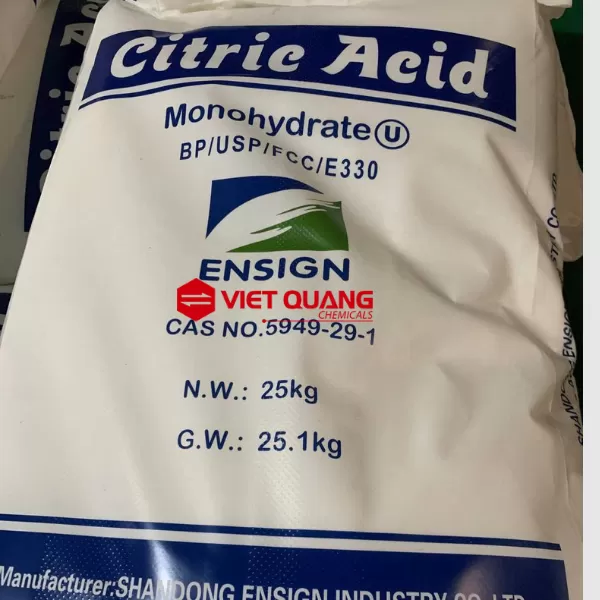 Citric Acid
Monohydrate Ⓤ
BP/USP/FCC/E330
ENSIGN
VIET QUANG
CHEMICALS
CAS NO.:5949-29-1
N.W.: 25kg
G.W.: 25.1kg
Manufacturer:SHANDONG ENSIGN INDUSTRY CO.,LTD